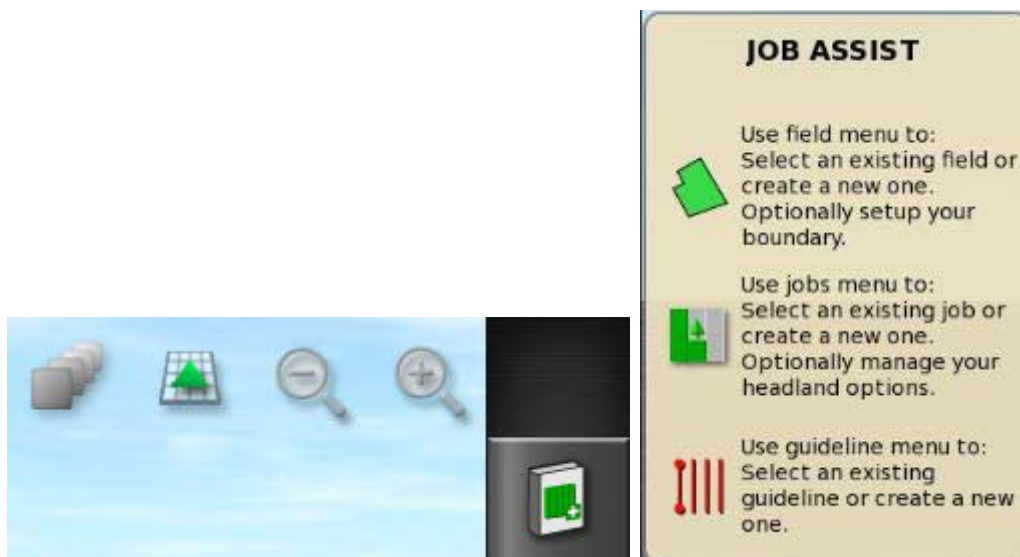 JOB ASSIST
Use field menu to:
Select an existing field or
create a new one.
Optionally setup your
boundary.
Use jobs menu to:
Select an existing job or
create a new one.
Optionally manage your
headland options.
Use guideline menu to:
Select an existing
guideline or create a new
one.